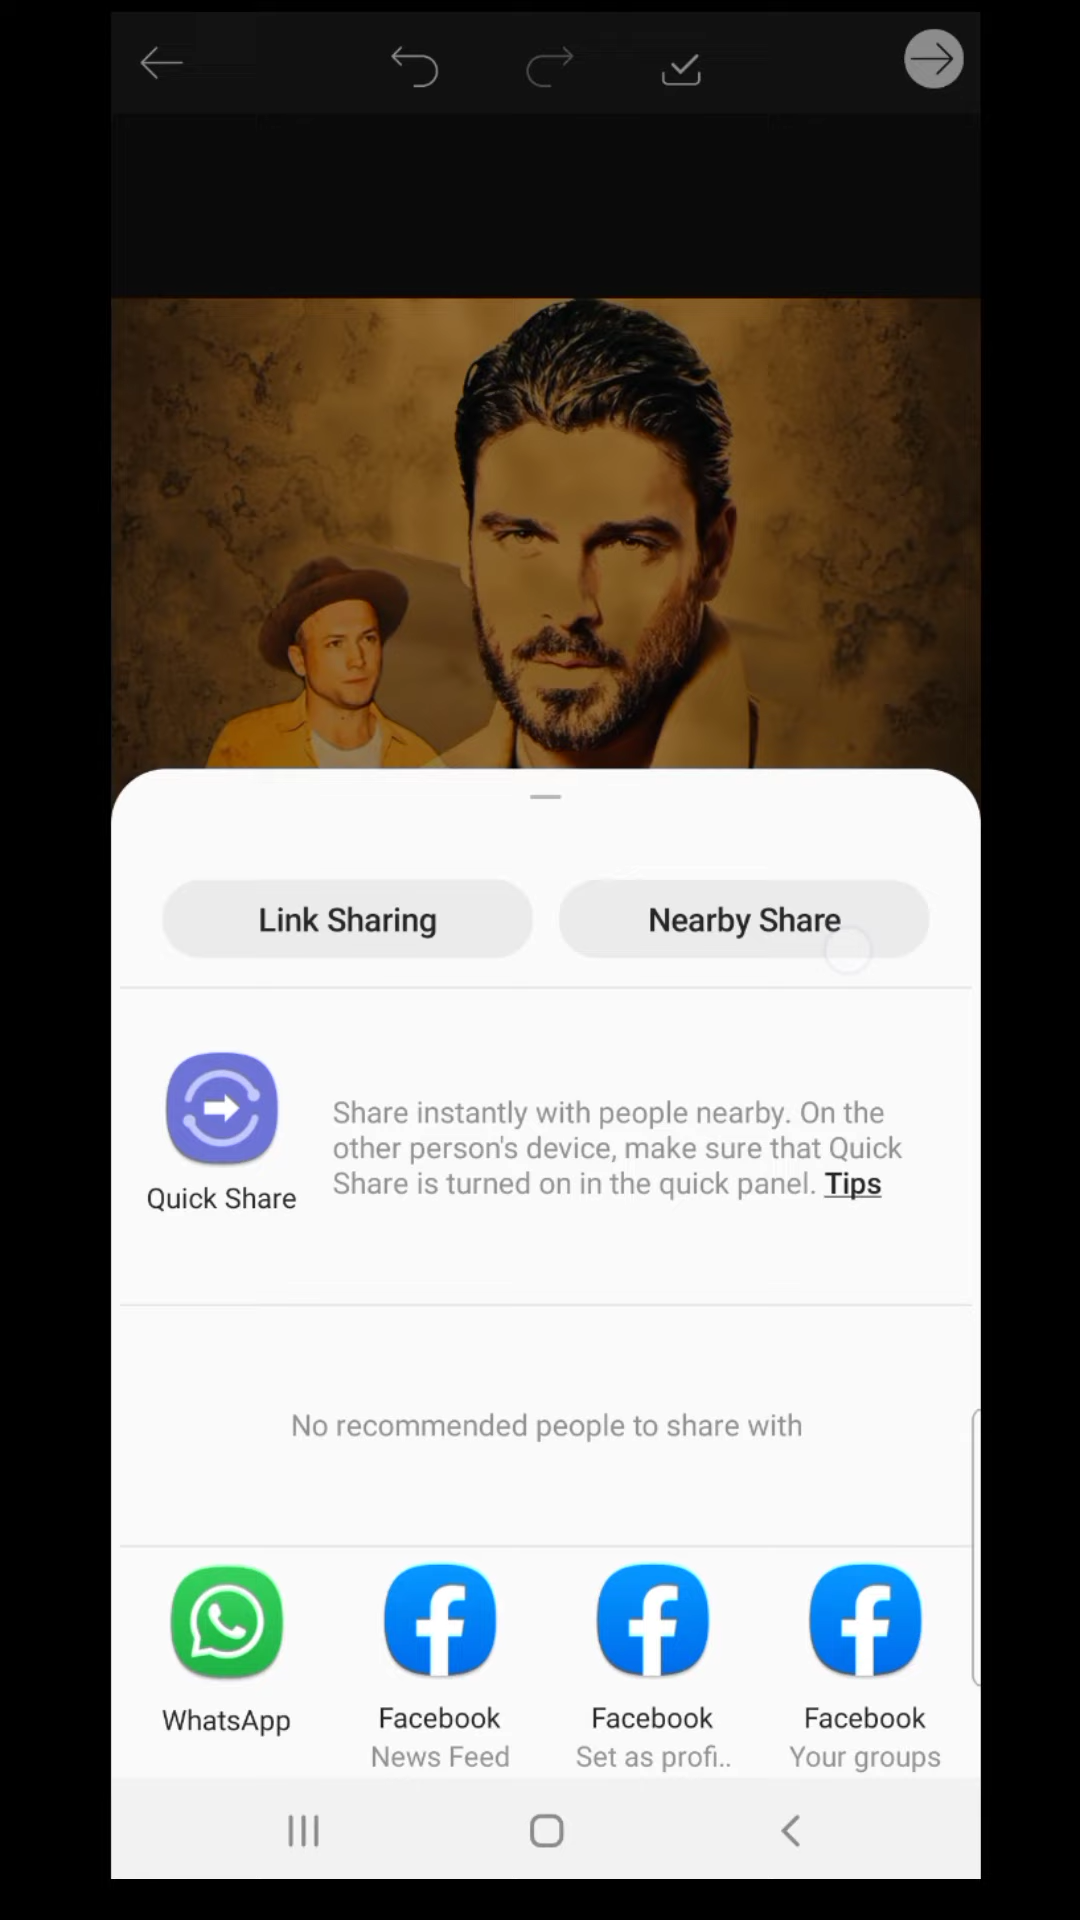 Link Sharing
Nearby Share
Share instantly with people nearby. On the
other person's device, make sure that Quick
Share is turned on in the quick panel. Tips
Quick Share
No recommended people to share with
WhatsApp
Facebook
News Feed
Facebook
Set as profi..
Facebook
Your groups